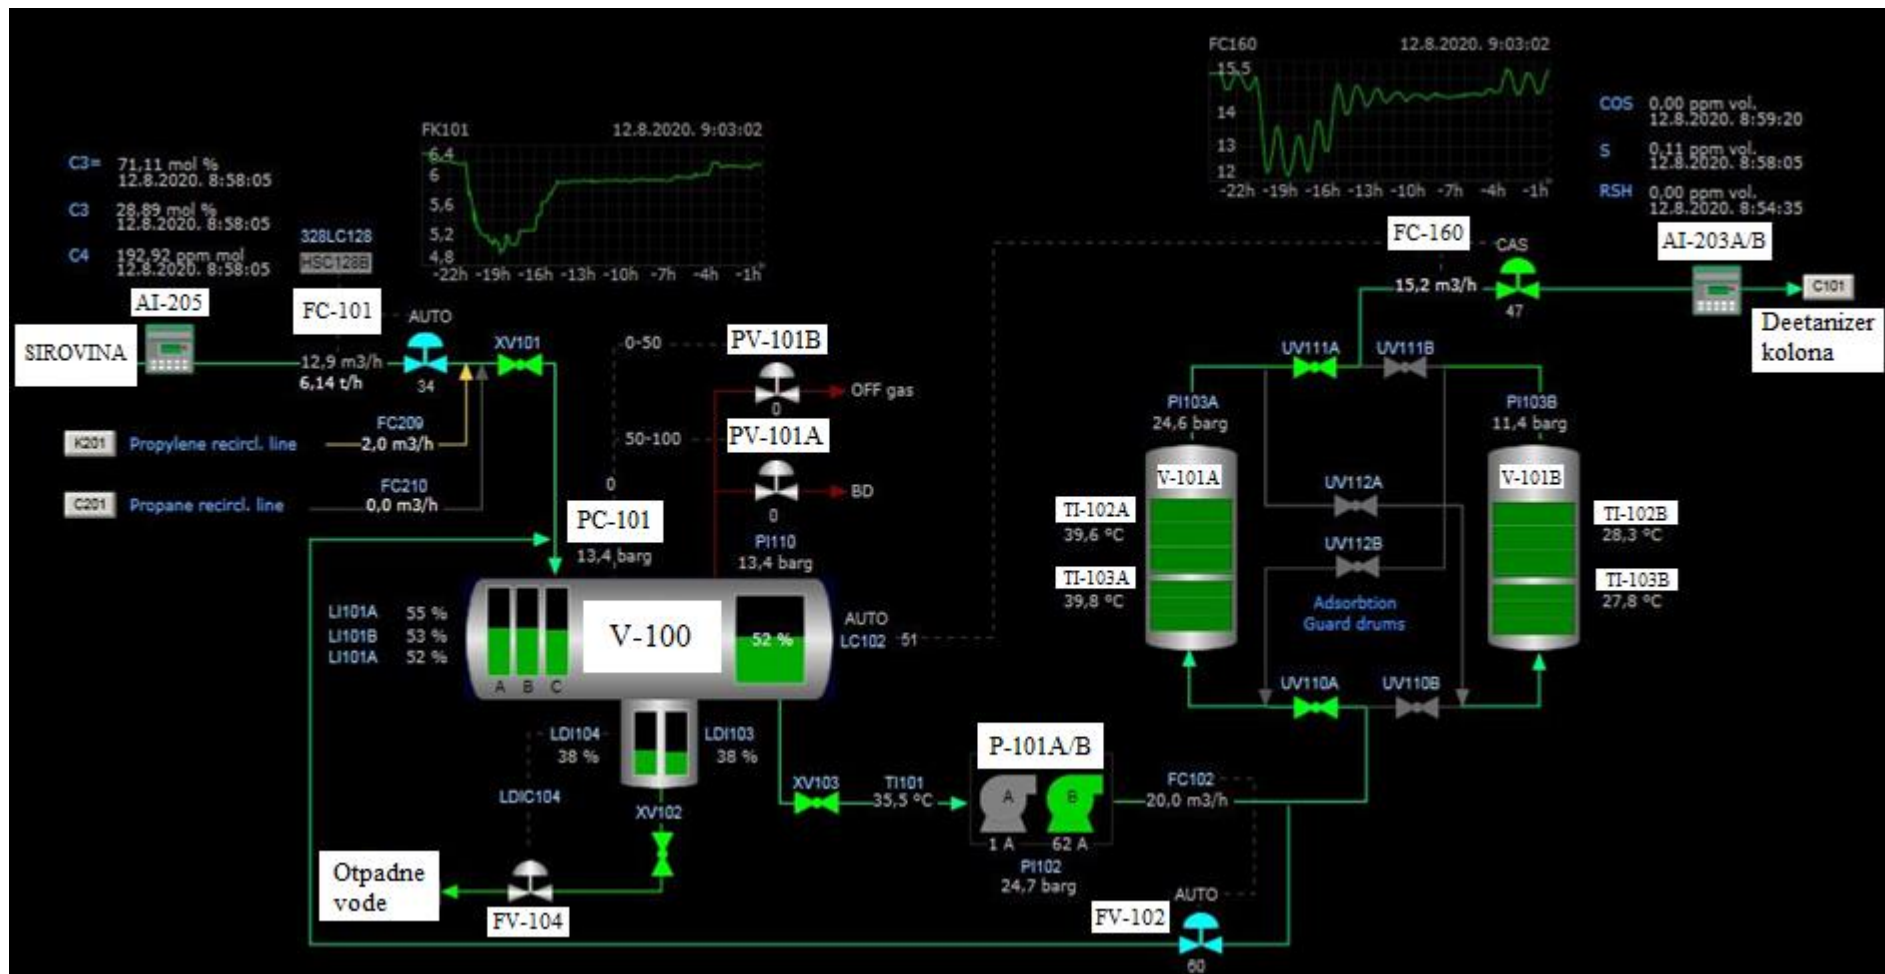 FC160 12.8.2020. 9:03:02
15,5
14
13
12
-22h -19h -16h -13h -10h -7h -4h -1h
COS 0,00 ppm vol.
12.8.2020. 8:59:20
S 0,11 ppm vol.
12.8.2020. 8:58:05
RSH 0,00 ppm vol.
12.8.2020. 8:54:35
FK101 12.8.2020. 9:03:02
6,4
6
5,6
5,2
4,8
-22h -19h -16h -13h -10h -7h -4h -1h
C3= 71,11 mol %
12.8.2020. 8:58:05
C3 28,89 mol %
12.8.2020. 8:58:05
C4 192,92 ppm mol
12.8.2020. 8:58:05
328LC128
HSC128B
AI-205
FC-101
AUTO
SIROVINA
12,9 m3/h
6,14 t/h
34
XV101
FC209
K201 Propylene recircl. line 2,0 m3/h
FC210
C201 Propane recircl. line 0,0 m3/h
0-50
PV-101B
0
OFF gas
50-100
PV-101A
0
BD
0
PC-101
13,4 barg
PI110
13,4 barg
FC-160
15,2 m3/h
CAS
47
AI-203A/B
C101
Deetanizer
kolona
UV111A UV111B
PI103A
24,6 barg
PI103B
11,4 barg
V-101A
V-101B
TI-102A
39,6 °C
TI-103A
39,8 °C
UV112A
UV112B
TI-102B
28,3 °C
TI-103B
27,8 °C
Adsorbtion
Guard drums
UV110A UV110B
LI101A 55 %
LI101B 53 %
LI101A 52 %
A B C
V-100
52 %
AUTO
LC102 51
LDI104
38 %
LDI103
38 %
LDIC104
XV102
Otpadne
vode
FV-104
XV103
TI101
35,5 °C
P-101A/B
A B
1 A 62 A
PI102
24,7 barg
FC102
20,0 m3/h
AUTO
FV-102
60